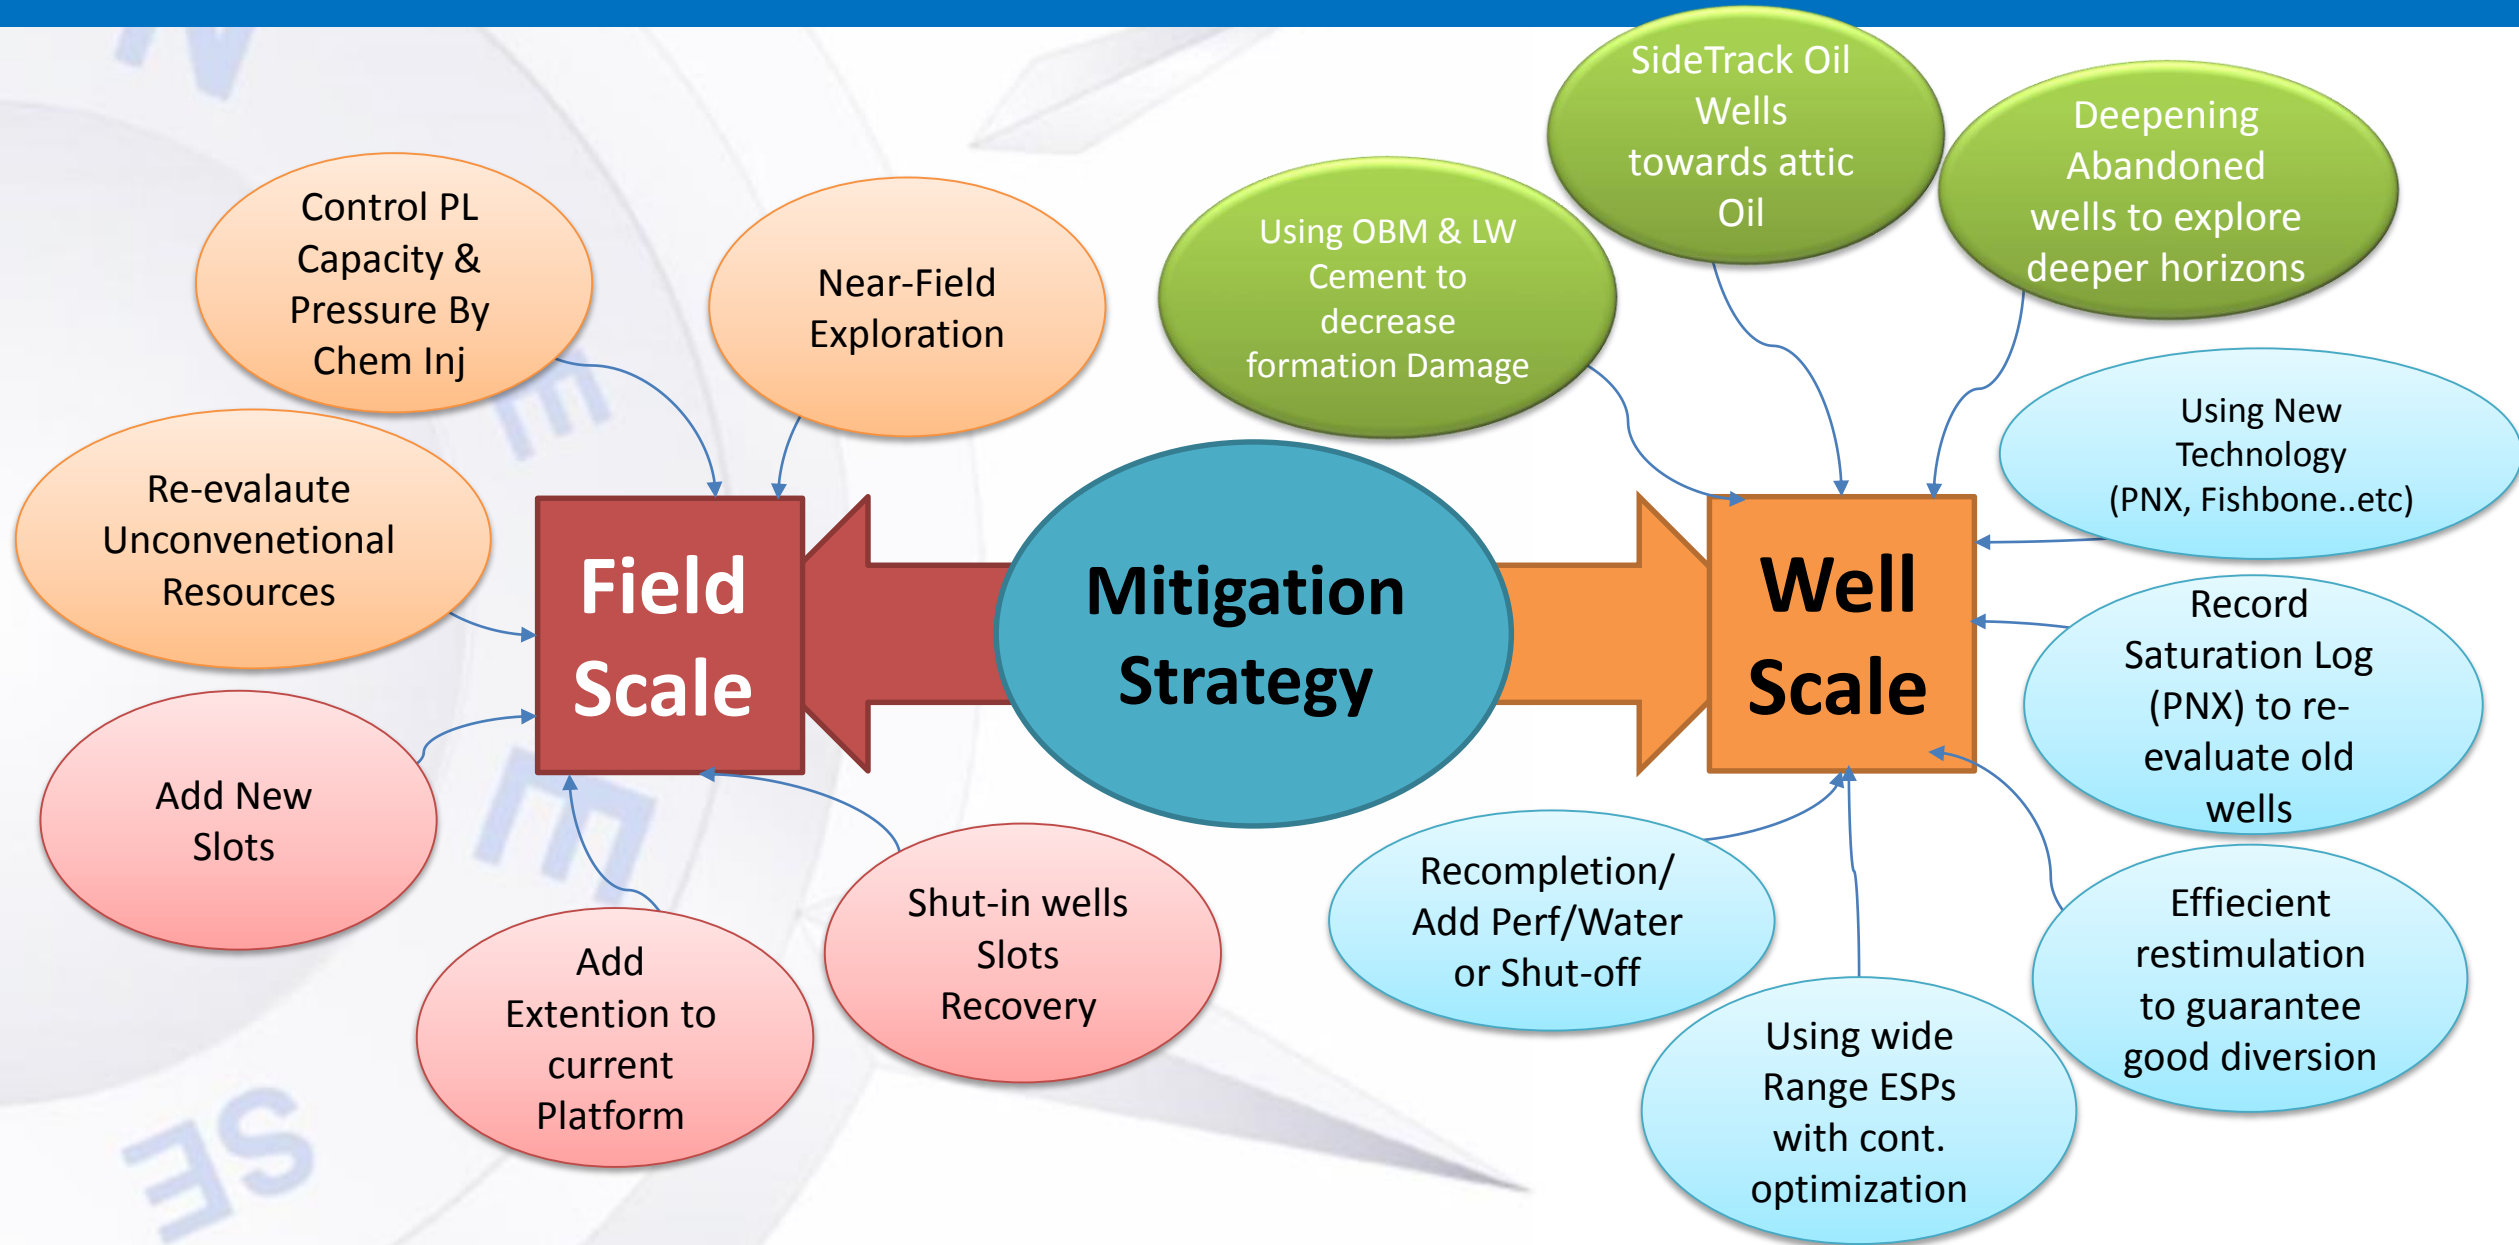 SideTrack Oil
Wells
towards attic
Oil
Deepening
Abandoned
wells to explore
deeper horizons
Control PL
Capacity &
Pressure By
Chem Inj
Near-Field
Exploration
Using OBM & LW
Cement to
decrease
formation Damage
Using New
Technology
(PNX, Fishbone..etc)
Re-evalaute
Unconvenetional
Resources
Field
Scale
Mitigation
Strategy
Well
Scale
Record
Saturation Log
(PNX) to re-
evaluate old
wells
Add New
Slots
Shut-in wells
Slots
Recovery
Recompletion/
Add Perf/Water
or Shut-off
Effiecient
restimulation
to guarantee
good diversion
Add
Extention to
current
Platform
Using wide
Range ESPs
with cont.
optimization
N
E
E
SE